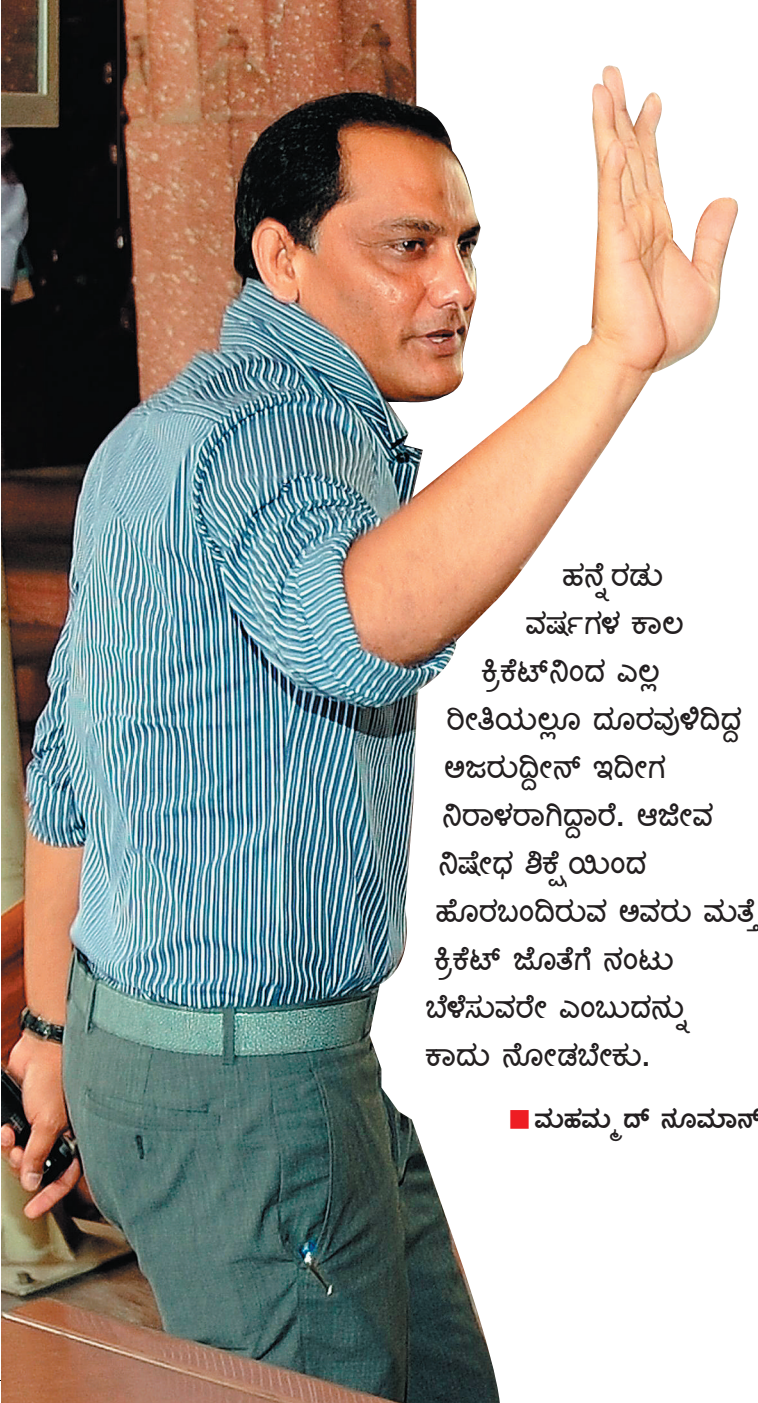 ಹನ್ನೆರಡು
ವರ್ಷಗಳ ಕಾಲ
ಕ್ರಿಕೆಟ್‌ನಿಂದ ಎಲ್ಲ
ರೀತಿಯಲ್ಲೂ ದೂರವುಳಿದಿದ್ದ
ಅಜರುದ್ದೀನ್ ಇದೀಗ
ನಿರಾಳರಾಗಿದ್ದಾರೆ. ಆಜೀವ
ನಿಷೇಧ ಶಿಕ್ಷೆಯಿಂದ
ಹೊರಬಂದಿರುವ ಅವರು ಮತ್ತೆ
ಕ್ರಿಕೆಟ್ ಜೊತೆಗೆ ನಂಟು
ಬೆಳೆಸುವರೇ ಎಂಬುದನ್ನು
ಕಾದು ನೋಡಬೇಕು.
■ ಮಹಮ್ಮದ್ ನೂಮಾನ್